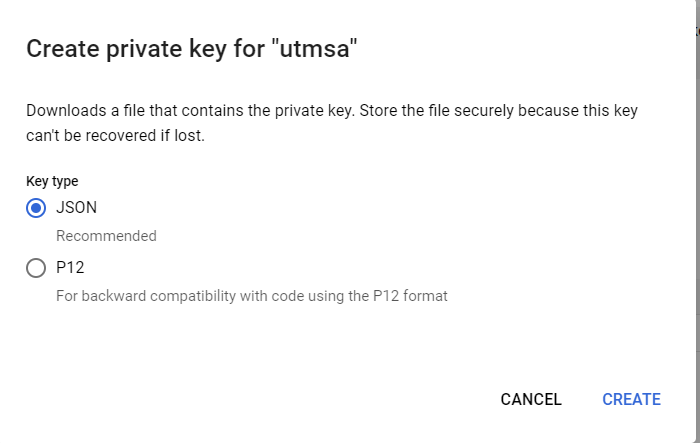 Create private key for "utmsa"
Downloads a file that contains the private key. Store the file securely because this key
can't be recovered if lost.
Key type
JSON
Recommended
P12
For backward compatibility with code using the P12 format
CANCEL
CREATE